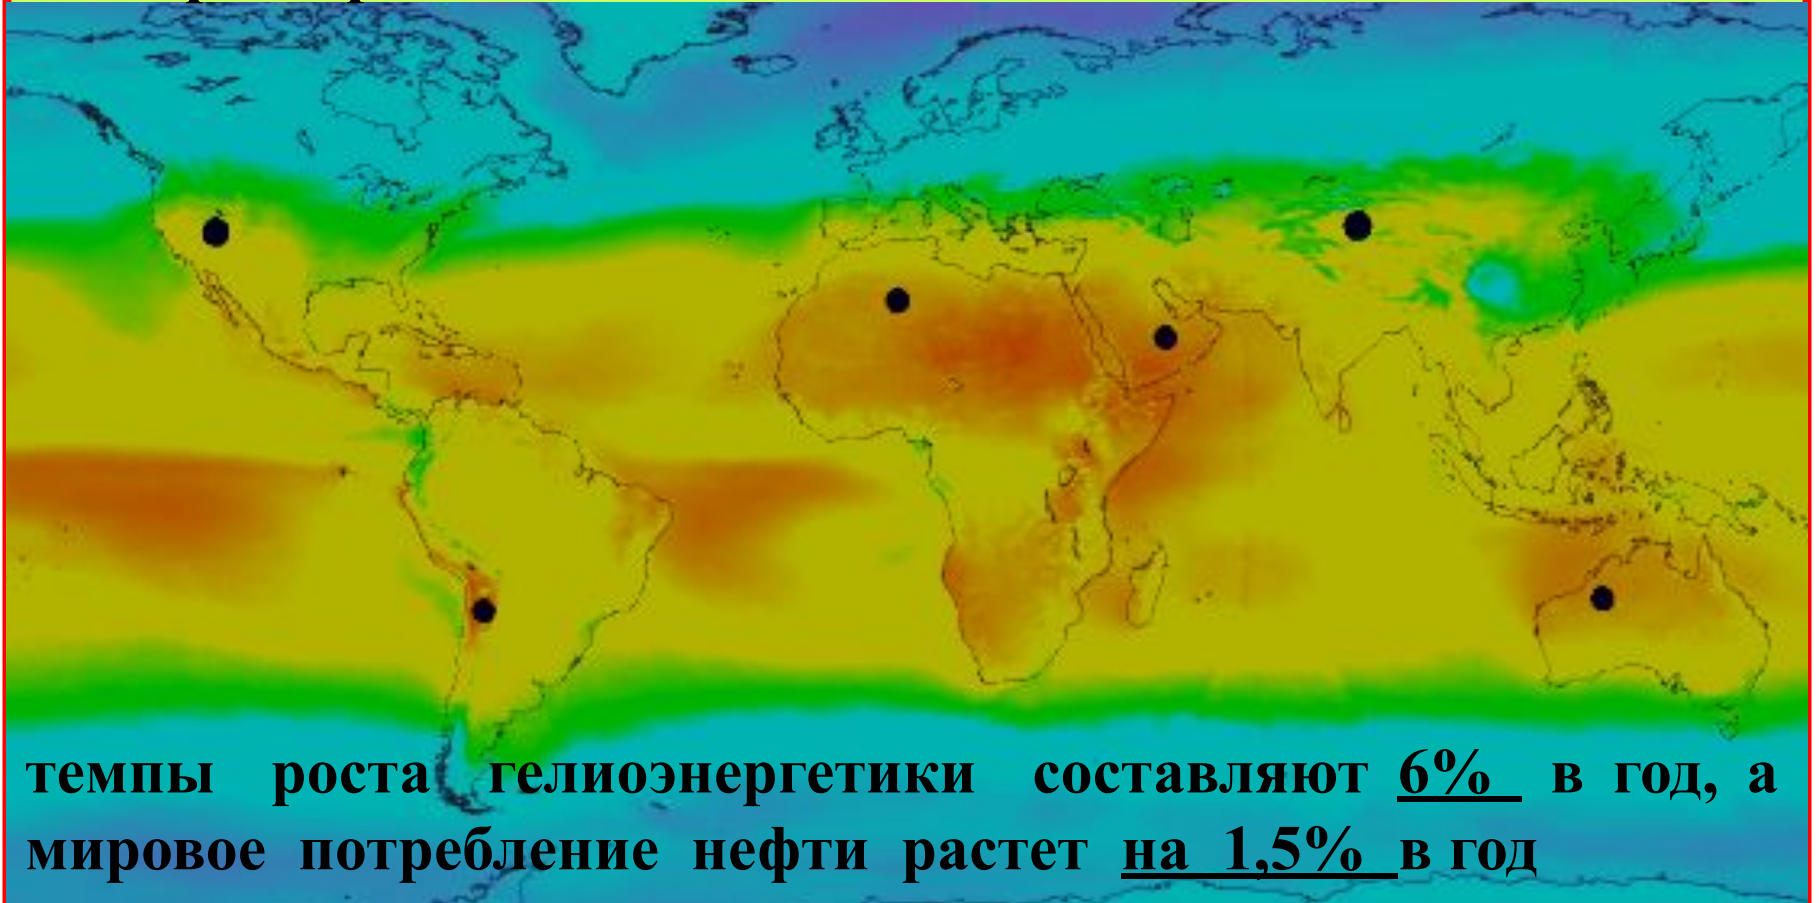 темпы роста гелиоэнергетики составляют 6% в год, а
мировое потребление нефти растет на 1,5% в год